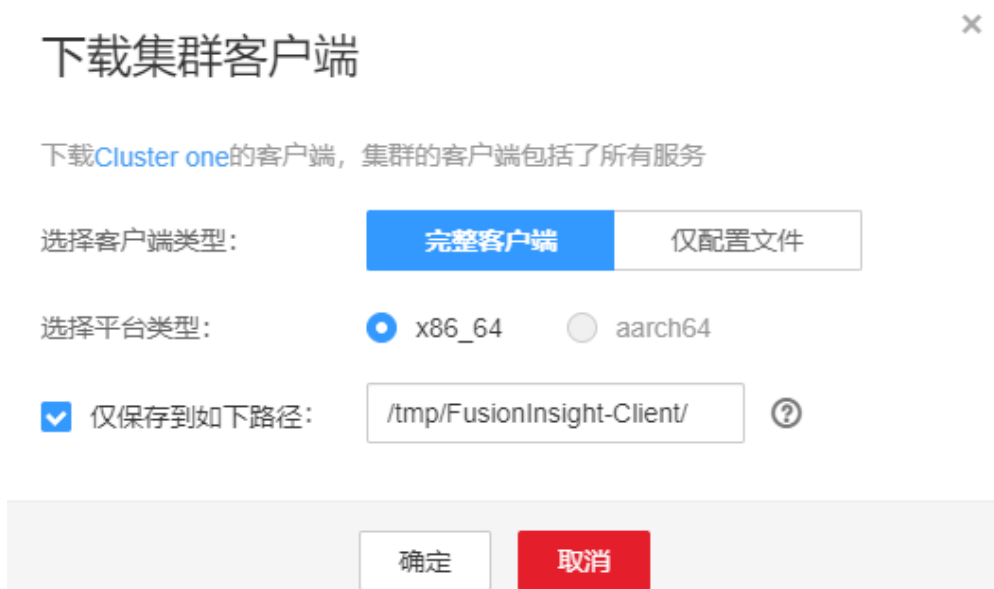 下载集群客户端
下载Cluster one的客户端，集群的客户端包括了所有服务
选择客户端类型： 完整客户端 仅配置文件
选择平台类型： x86_64 aarch64
仅保存到如下路径： /tmp/FusionInsight-Client/
确定 取消